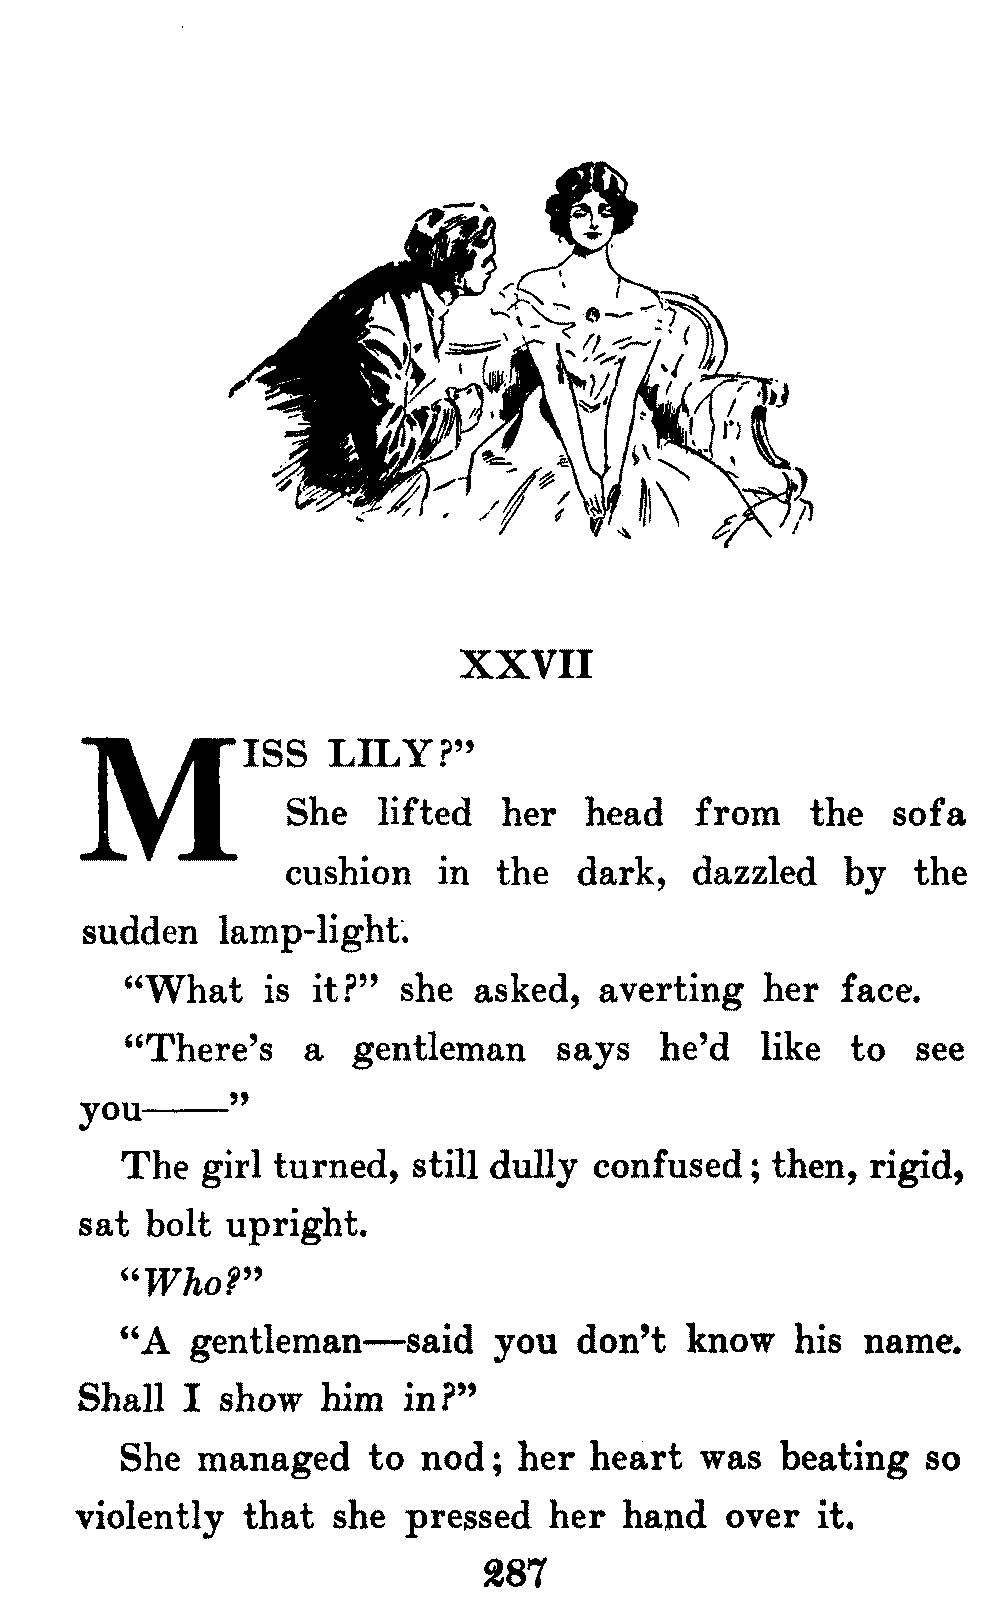 XXVII
MISS LILY?”
She lifted her head from the sofa
cushion in the dark, dazzled by the
sudden lamp-light.
“What is it?” she asked, averting her face.
“There’s a gentleman says he’d like to see
you——”
The girl turned, still dully confused; then, rigid,
sat bolt upright.
“Who?”
“A gentleman—said you don’t know his name.
Shall I show him in?”
She managed to nod; her heart was beating so
violently that she pressed her hand over it.
287